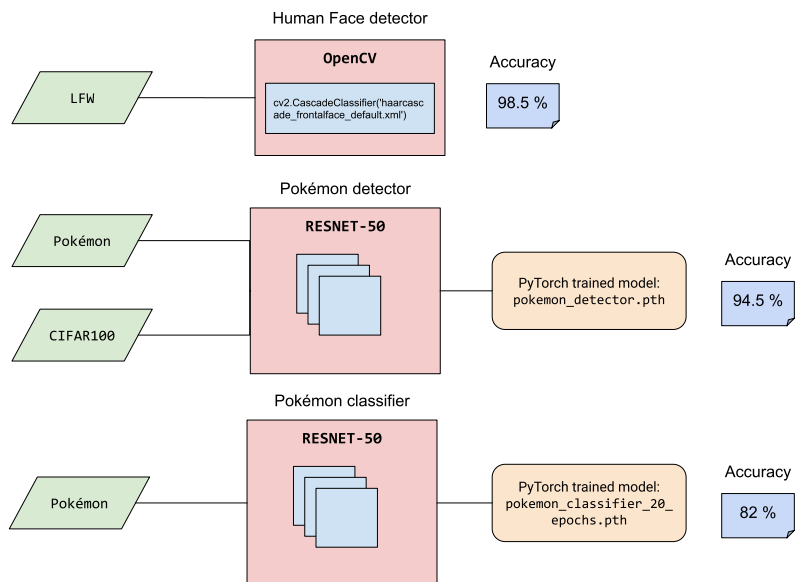 Human Face detector
OpenCV
Accuracy
LFW
cv2.CascadeClassifier('haarcasc
ade_frontalface_default.xml')
98.5 %
Pokémon detector
RESNET-50
Pokémon
CIFAR100
PyTorch trained model:
pokemon_detector.pth
Accuracy
94.5 %
Pokémon classifier
RESNET-50
Pokémon
PyTorch trained model:
pokemon_classifier_20_
epochs.pth
Accuracy
82 %